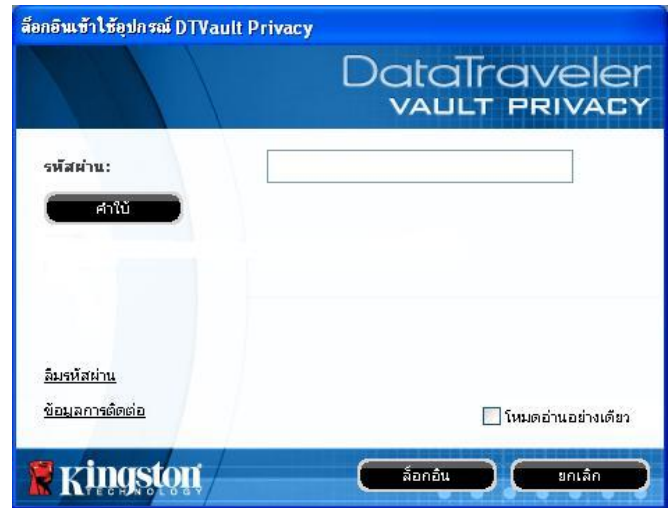 ล็อกอินเข้าใช้อุปกรณ์ DTVault Privacy
DataTraveler
VAULT PRIVACY
รหัสผ่าน:
คำใบ้
ลืมรหัสผ่าน
ข้อมูลการติดต่อ
โหมดอ่านอย่างเดียว
Kingston
TECHNOLOGY
ล็อกอิน
ยกเลิก